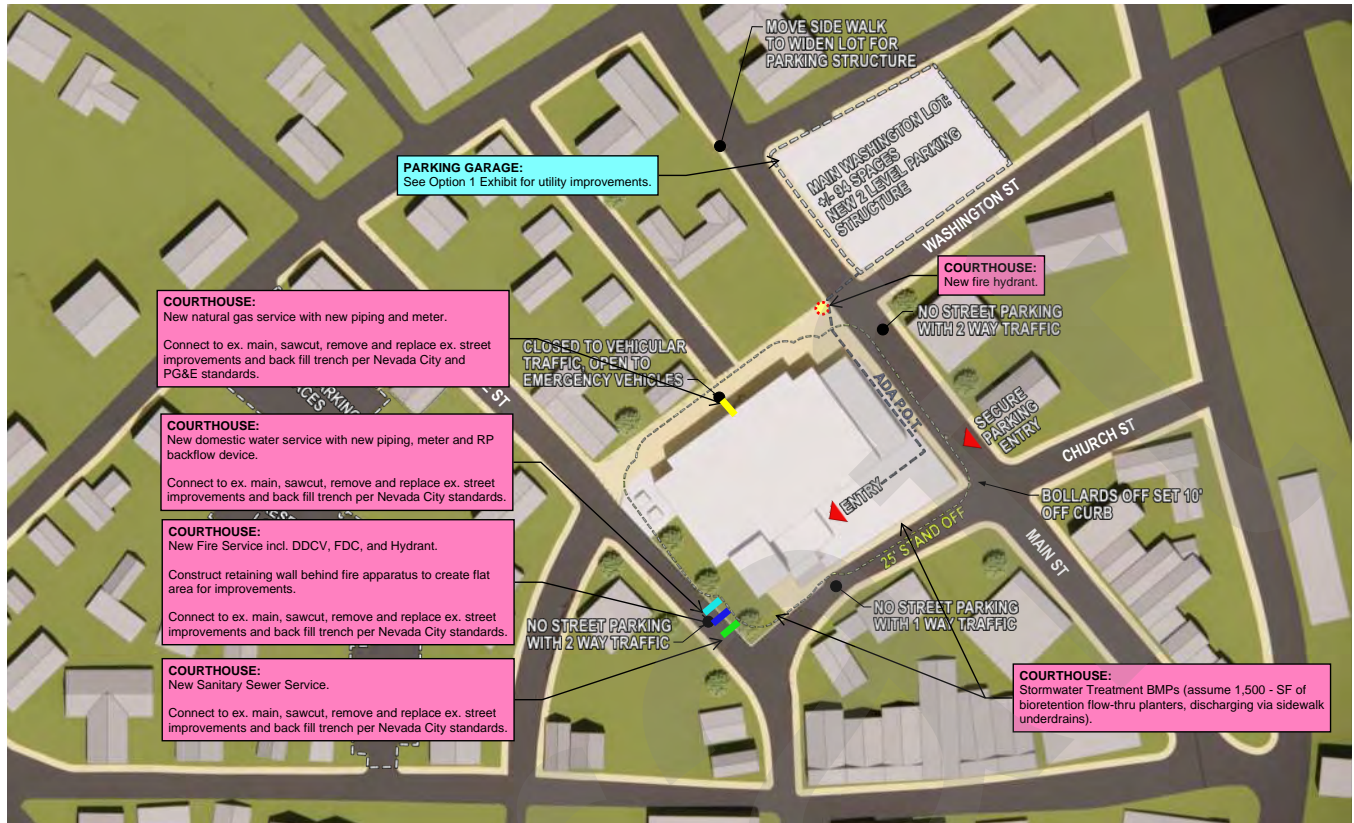 MOVE SIDE WALK
TO WIDEN LOT FOR
PARKING STRUCTURE
PARKING GARAGE:
See Option 1 Exhibit for utility improvements.
MAIN WASHINGTON LOT:
+/- 94 SPACES
NEW 2 LEVEL PARKING
STRUCTURE
WASHINGTON ST
COURTHOUSE:
New fire hydrant.
NO STREET PARKING
WITH 2 WAY TRAFFIC
COURTHOUSE:
New natural gas service with new piping and meter.
Connect to ex. main, sawcut, remove and replace ex. street
improvements and back fill trench per Nevada City and
PG&E standards.
CLOSED TO VEHICULAR
TRAFFIC, OPEN TO
EMERGENCY VEHICLES
PARKING
ST
ADA P.O.T.
SECURE
PARKING
ENTRY
CHURCH ST
COURTHOUSE:
New domestic water service with new piping, meter and RP
backflow device.
Connect to ex. main, sawcut, remove and replace ex. street
improvements and back fill trench per Nevada City standards.
ENTRY
BOLLARDS OFF SET 10'
OFF CURB
25' STAND OFF
MAIN ST
COURTHOUSE:
New Fire Service incl. DDCV, FDC, and Hydrant.
Construct retaining wall behind fire apparatus to create flat
area for improvements.
Connect to ex. main, sawcut, remove and replace ex. street
improvements and back fill trench per Nevada City standards.
NO STREET PARKING
WITH 2 WAY TRAFFIC
NO STREET PARKING
WITH 1 WAY TRAFFIC
COURTHOUSE:
New Sanitary Sewer Service.
Connect to ex. main, sawcut, remove and replace ex. street
improvements and back fill trench per Nevada City standards.
COURTHOUSE:
Stormwater Treatment BMPs (assume 1,500 - SF of
bioretention flow-thru planters, discharging via sidewalk
underdrains).